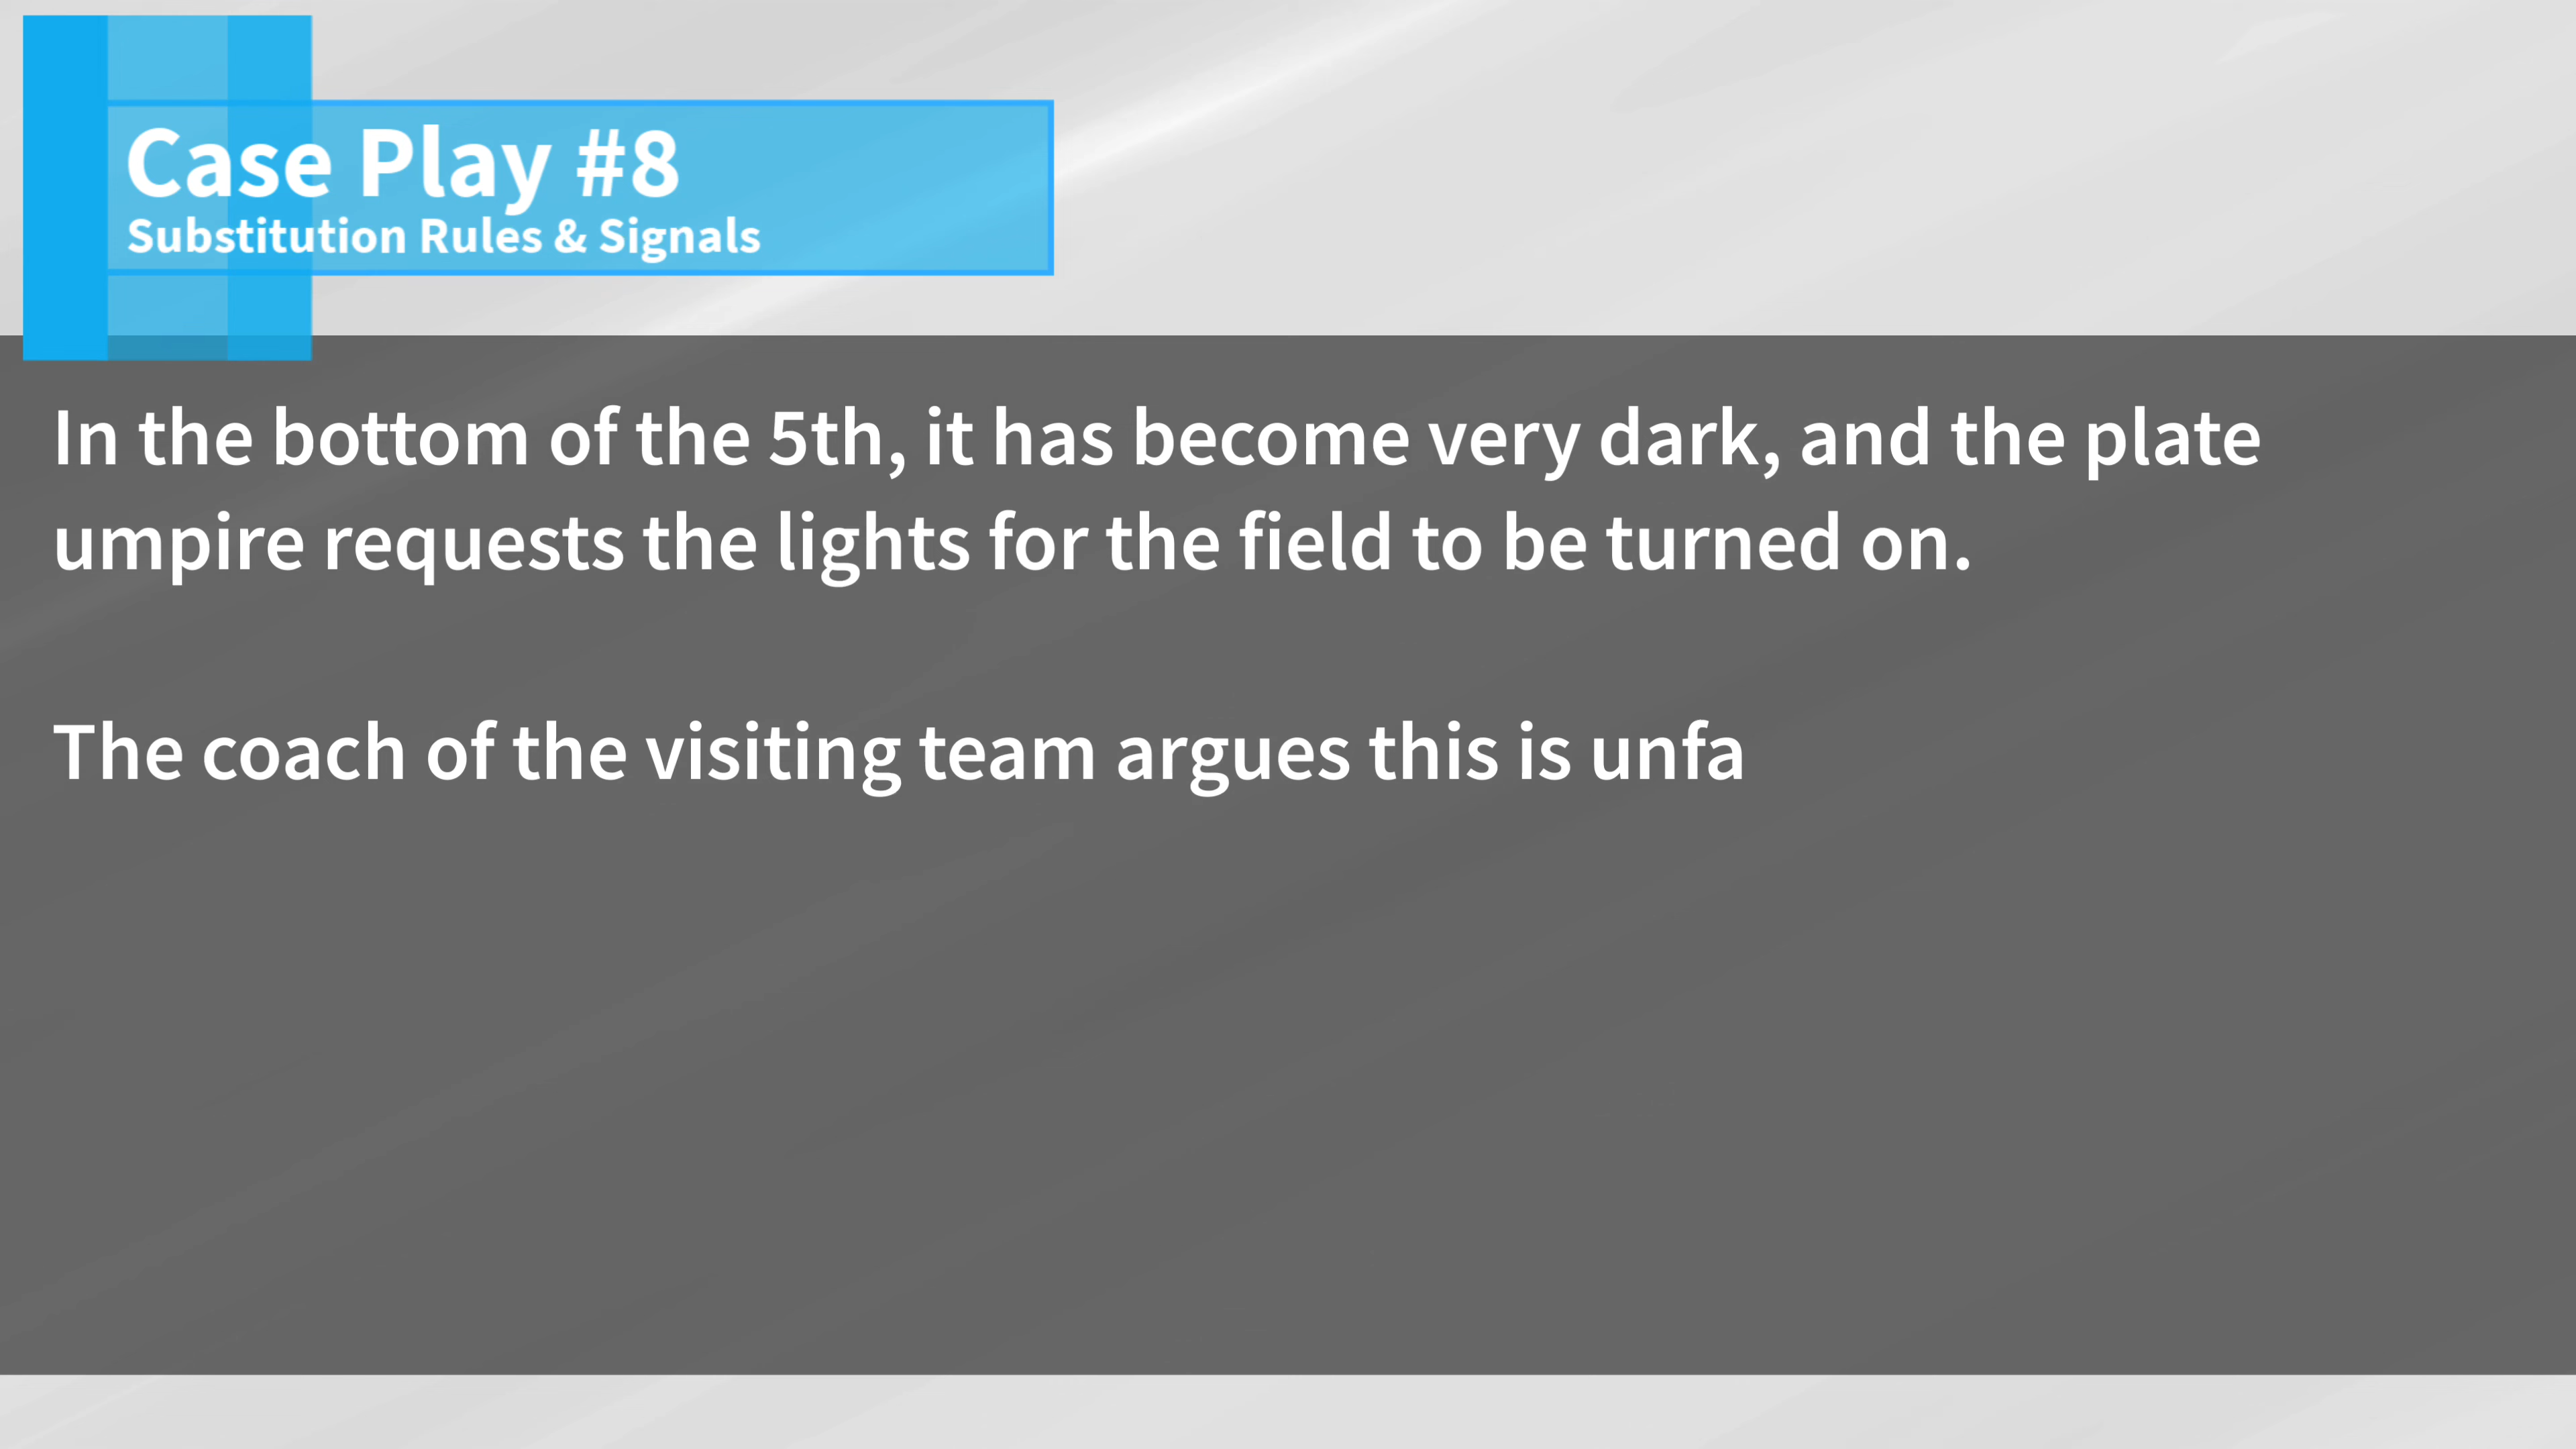 Case Play #8
Substitution Rules & Signals
In the bottom of the 5th, it has become very dark, and the plate
umpire requests the lights for the field to be turned on.
The coach of the visiting team argues this is unfa